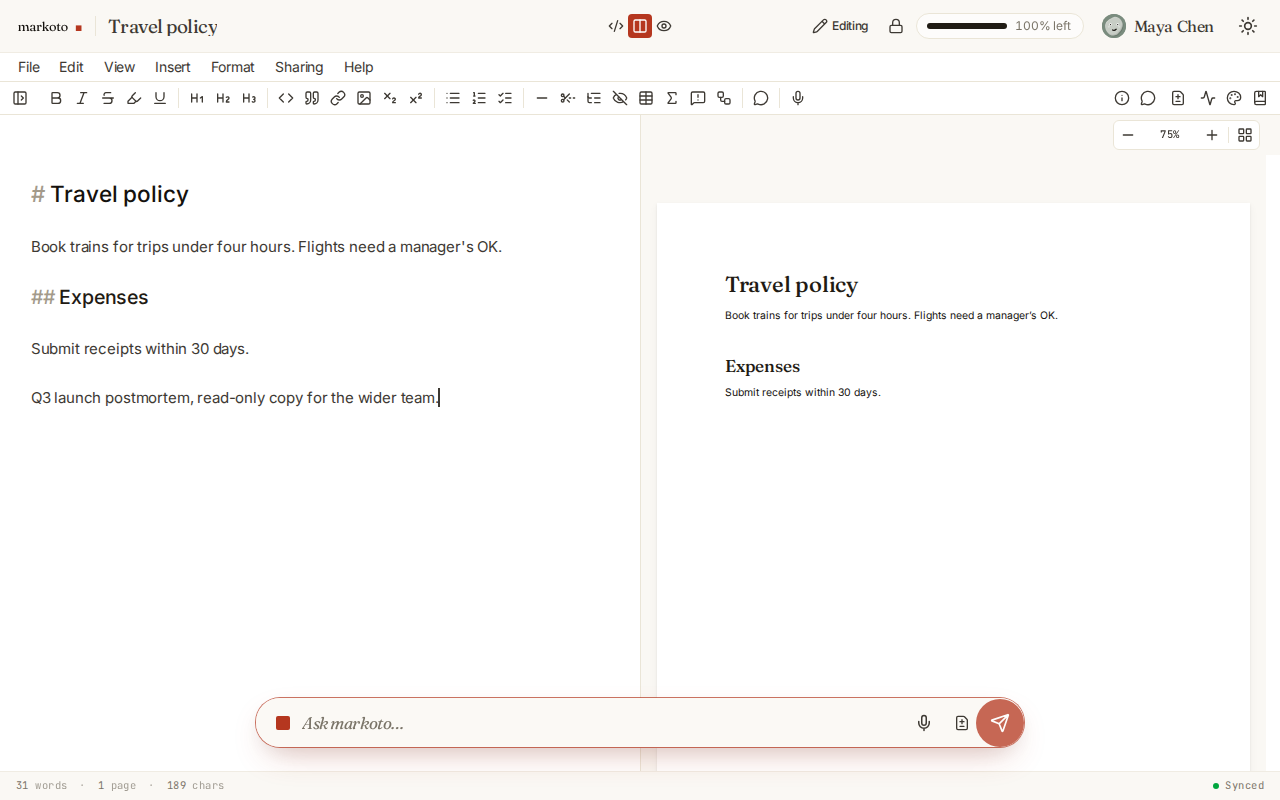 markoto
Travel policy
Editing
100% left
Maya Chen
File Edit View Insert Format Sharing Help
H1 H2 H3
75%
# Travel policy
Book trains for trips under four hours. Flights need a manager's OK.
## Expenses
Submit receipts within 30 days.
Q3 launch postmortem, read-only copy for the wider team.
Travel policy
Book trains for trips under four hours. Flights need a manager’s OK.
Expenses
Submit receipts within 30 days.
Ask markoto...
31 words · 1 page · 189 chars
Synced